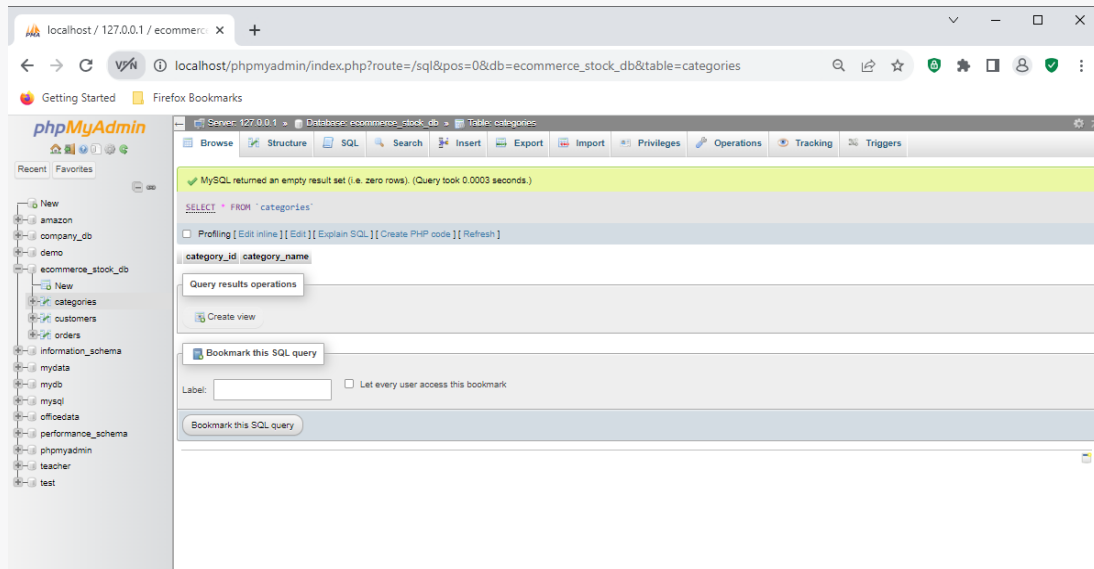 localhost / 127.0.0.1 / ecommerc
localhost/phpmyadmin/index.php?route=/sql&pos=0&db=ecommerce_stock_db&table=categories
Getting Started Firefox Bookmarks
phpMyAdmin
Recent Favorites
New
amazon
company_db
demo
ecommerce_stock_db
New
categories
customers
orders
information_schema
mydata
mydb
mysql
officedata
performance_schema
phpmyadmin
teacher
test
Server: 127.0.0.1 » Database: ecommerce_stock_db » Table: categories
Browse Structure SQL Search Insert Export Import Privileges Operations Tracking Triggers
MySQL returned an empty result set (i.e. zero rows). (Query took 0.0003 seconds.)
SELECT * FROM `categories`
Profiling [ Edit inline ] [ Edit ] [ Explain SQL ] [ Create PHP code ] [ Refresh ]
category_id category_name
Query results operations
Create view
Bookmark this SQL query
Label: Let every user access this bookmark
Bookmark this SQL query